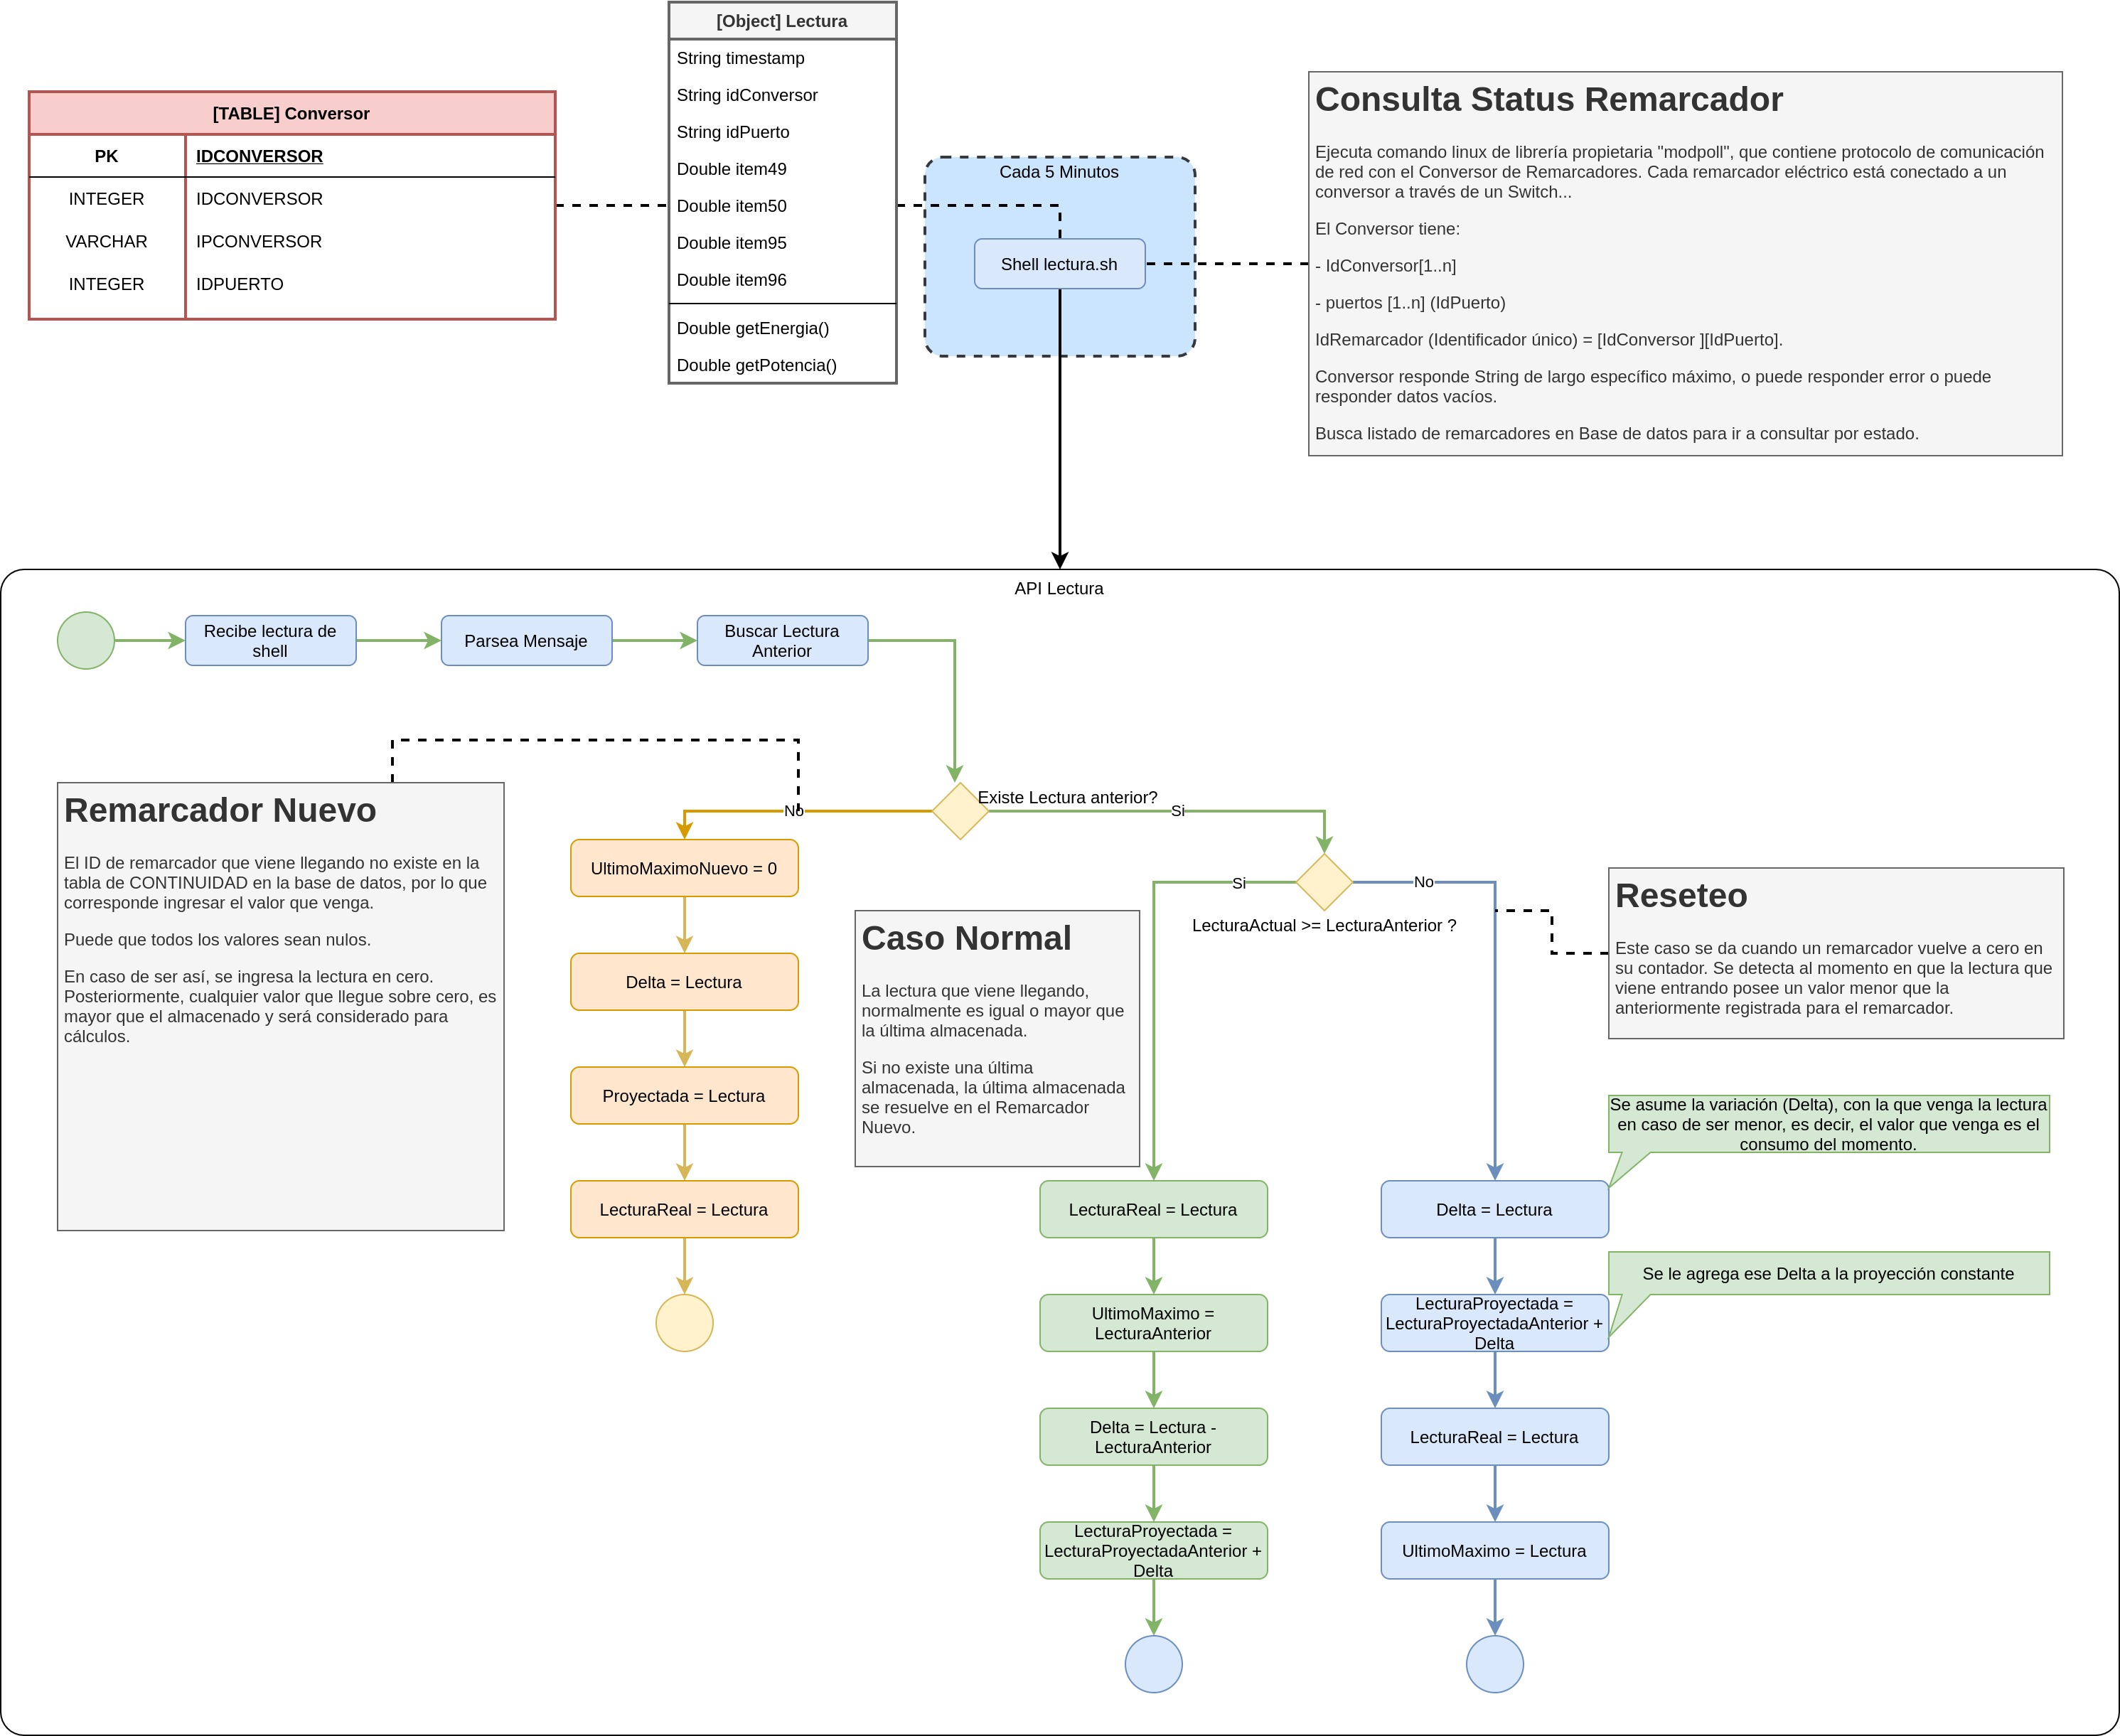 [Object] Lectura
String timestamp
String idConversor
String idPuerto
Double item49
Double item50
Double item95
Double item96
Double getEnergia()
Double getPotencia()
[TABLE] Conversor
PK
IDCONVERSOR
INTEGER
IDCONVERSOR
VARCHAR
IPCONVERSOR
INTEGER
IDPUERTO
Cada 5 Minutos
Shell lectura.sh
Consulta Status Remarcador
Ejecuta comando linux de librería propietaria "modpoll", que contiene protocolo de comunicación
de red con el Conversor de Remarcadores. Cada remarcador eléctrico está conectado a un
conversor a través de un Switch...
El Conversor tiene:
- IdConversor[1..n]
- puertos [1..n] (IdPuerto)
IdRemarcador (Identificador único) = [IdConversor ][IdPuerto].
Conversor responde String de largo específico máximo, o puede responder error o puede
responder datos vacíos.
Busca listado de remarcadores en Base de datos para ir a consultar por estado.
API Lectura
Recibe lectura de
shell
Parsea Mensaje
Buscar Lectura
Anterior
Existe Lectura anterior?
No
Si
Remarcador Nuevo
El ID de remarcador que viene llegando no existe en la
tabla de CONTINUIDAD en la base de datos, por lo que
corresponde ingresar el valor que venga.
Puede que todos los valores sean nulos.
En caso de ser así, se ingresa la lectura en cero.
Posteriormente, cualquier valor que llegue sobre cero, es
mayor que el almacenado y será considerado para
cálculos.
UltimoMaximoNuevo = 0
Delta = Lectura
Proyectada = Lectura
LecturaReal = Lectura
Si
No
LecturaActual >= LecturaAnterior ?
Caso Normal
La lectura que viene llegando,
normalmente es igual o mayor que
la última almacenada.
Si no existe una última
almacenada, la última almacenada
se resuelve en el Remarcador
Nuevo.
Reseteo
Este caso se da cuando un remarcador vuelve a cero en
su contador. Se detecta al momento en que la lectura que
viene entrando posee un valor menor que la
anteriormente registrada para el remarcador.
Se asume la variación (Delta), con la que venga la lectura
en caso de ser menor, es decir, el valor que venga es el
consumo del momento.
LecturaReal = Lectura
UltimoMaximo =
LecturaAnterior
Delta = Lectura -
LecturaAnterior
LecturaProyectada =
LecturaProyectadaAnterior +
Delta
Delta = Lectura
Se le agrega ese Delta a la proyección constante
LecturaProyectada =
LecturaProyectadaAnterior +
Delta
LecturaReal = Lectura
UltimoMaximo = Lectura